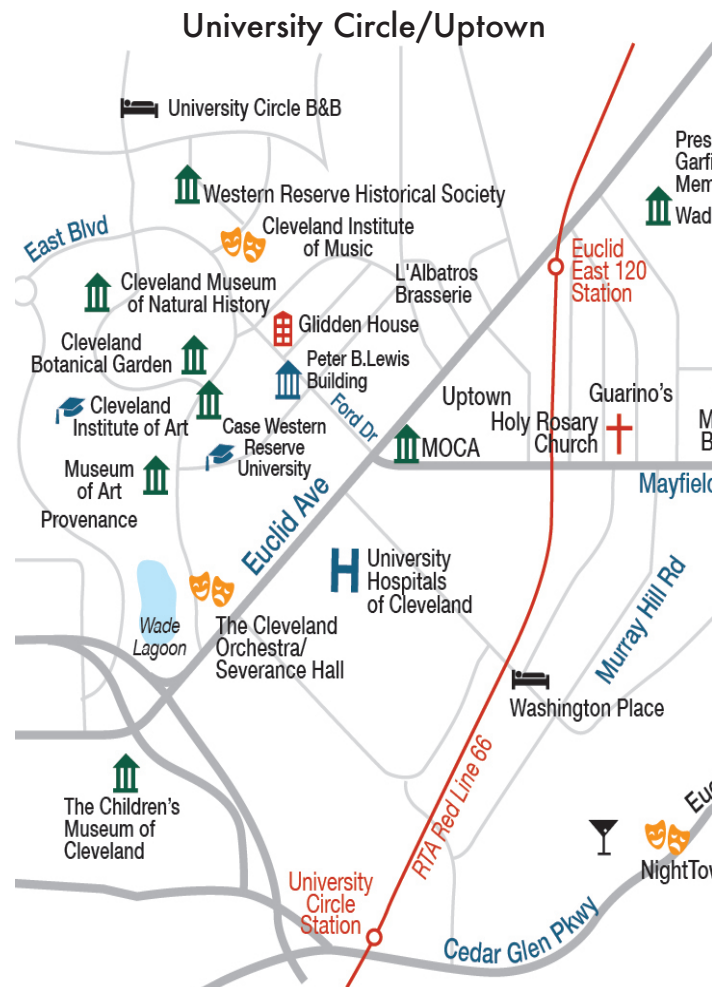 University Circle/Uptown
University Circle B&B
Western Reserve Historical Society
Cleveland Institute
of Music
East Blvd
Cleveland Museum
of Natural History
L'Albatros
Brasserie
Euclid
East 120
Station
Glidden House
Cleveland
Botanical Garden
Peter B.Lewis
Building
Cleveland
Institute of Art
Case Western
Reserve
University
Ford Dr
Uptown
Guarino's
Holy Rosary
Church
MOCA
Museum
of Art
Provenance
Euclid Ave
University
Hospitals
of Cleveland
Wade
Lagoon
The Cleveland
Orchestra/
Severance Hall
Murray Hill Rd
Washington Place
RTA Red Line 66
The Children's
Museum of
Cleveland
University
Circle
Station
Cedar Glen Pkwy